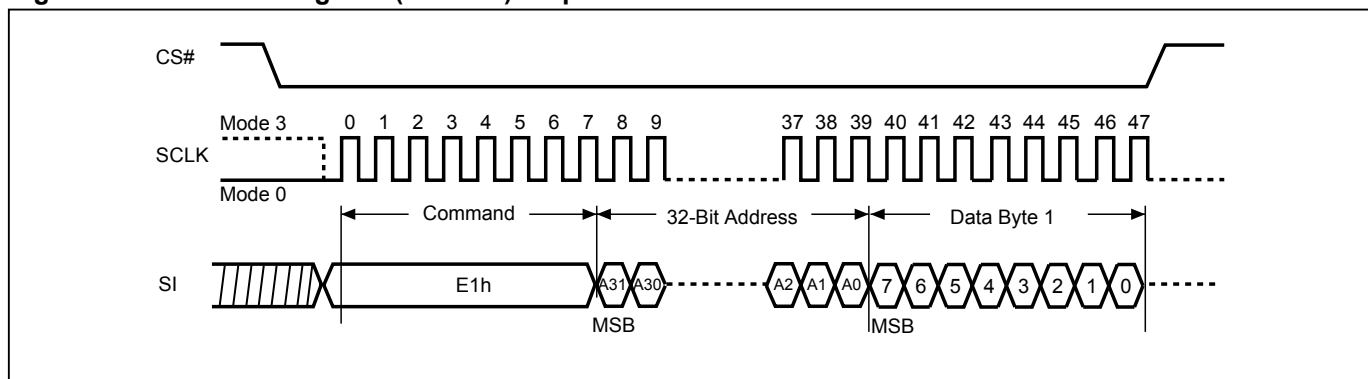 CS#
Mode 3
0 1 2 3 4 5 6 7 8 9 37 38 39 40 41 42 43 44 45 46 47
SCLK
Mode 0
Command 32-Bit Address Data Byte 1
SI E1h A31 A30 A2 A1 A0 7 6 5 4 3 2 1 0
MSB MSB